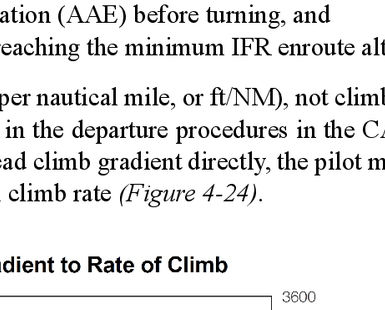 ation (AAE) before turning, and
reaching the minimum IFR enroute alt
per nautical mile, or ft/NM), not climb
in the departure procedures in the CA
ead climb gradient directly, the pilot m
climb rate (Figure 4-24).
adient to Rate of Climb
3600